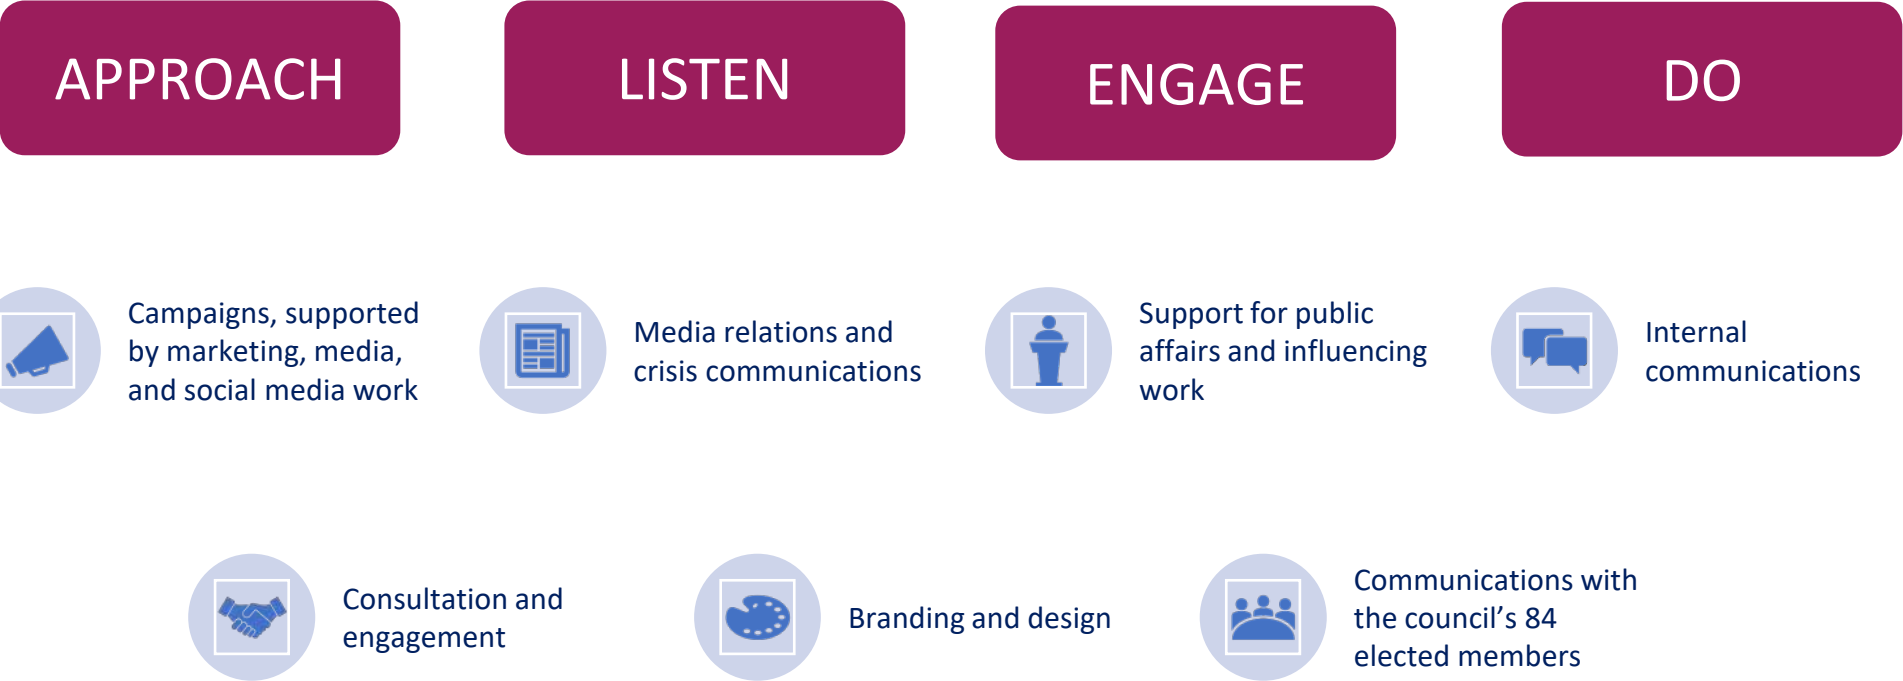 APPROACH
LISTEN
ENGAGE
DO
Campaigns, supported
by marketing, media,
and social media work
Media relations and
crisis communications
Support for public
affairs and influencing
work
Internal
communications
Consultation and
engagement
Branding and design
Communications with
the council’s 84
elected members